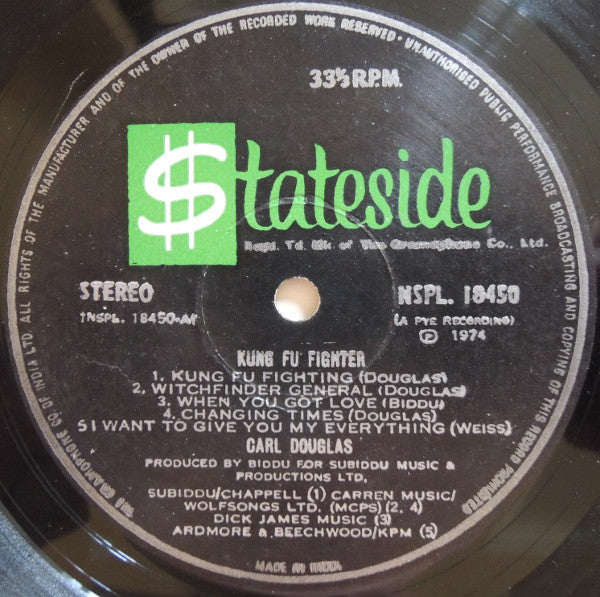 ALL RIGHTS OF THE MANUFACTURER AND OF THE OWNER OF THE RECORDED WORK RESERVED · UNAUTHORISED PUBLIC PERFORMANCE BROADCASTING AND COPYING OF THIS RECORD PROHIBITED
33⅓ R.P.M.
$tateside
Regd. Td. Mk of The Gramophone Co., Ltd.
STEREO
NSPL. 18450
(NSPL. 18450-A)
(A PYE RECORDING)
℗ 1974
KUNG FU FIGHTER
1. KUNG FU FIGHTING (DOUGLAS)
2. WITCHFINDER GENERAL (DOUGLAS)
3. WHEN YOU GOT LOVE (BIDDU)
4. CHANGING TIMES (DOUGLAS)
5 I WANT TO GIVE YOU MY EVERYTHING (WEISS)
CARL DOUGLAS
PRODUCED BY BIDDU FOR SUBIDDU MUSIC &
PRODUCTIONS LTD.
SUBIDDU/CHAPPELL (1) CARREN MUSIC/
WOLFSONGS LTD. (MCPS) (2, 4)
DICK JAMES MUSIC (3)
ARDMORE & BEECHWOOD/KPM (5)
THE GRAMOPHONE CO OF INDIA LTD.
MADE IN INDIA